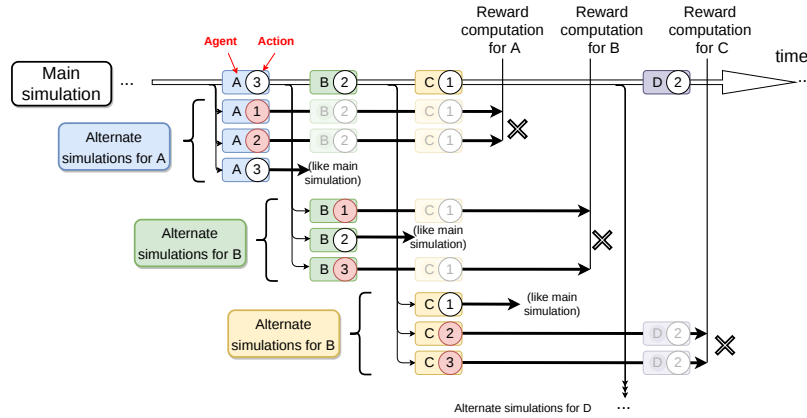 Reward computation for A
Reward computation for B
Reward computation for C
Agent
Action
time
Main simulation
...
A 3
B 2
C 1
D 2
...
Alternate simulations for A
A 1
B 2
C 1
A 2
B 2
C 1
A 3
(like main simulation)
Alternate simulations for B
B 1
C 1
B 2
(like main simulation)
B 3
C 1
Alternate simulations for B
C 1
(like main simulation)
C 2
D 2
C 3
D 2
Alternate simulations for D
...